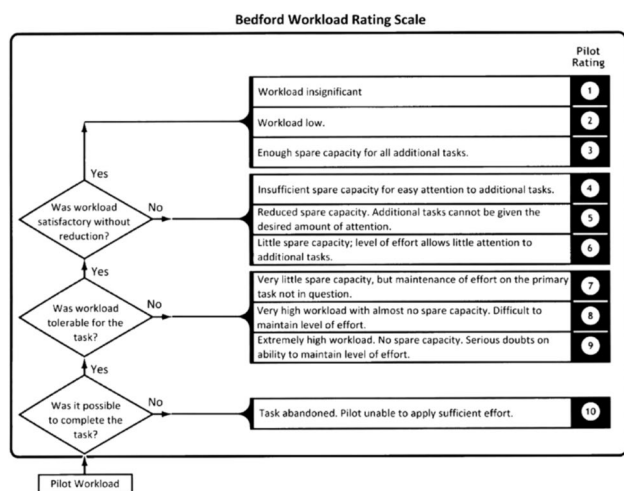 Bedford Workload Rating Scale
Pilot
Rating
Workload insignificant
1
Workload low.
2
Enough spare capacity for all additional tasks.
3
Yes
Was workload
satisfactory without
reduction?
No
Insufficient spare capacity for easy attention to additional tasks.
4
Reduced spare capacity. Additional tasks cannot be given the
desired amount of attention.
5
Little spare capacity; level of effort allows little attention to
additional tasks.
6
Yes
Was workload
tolerable for the
task?
No
Very little spare capacity, but maintenance of effort on the primary
task not in question.
7
Very high workload with almost no spare capacity. Difficult to
maintain level of effort.
8
Extremely high workload. No spare capacity. Serious doubts on
ability to maintain level of effort.
9
Yes
Was it possible
to complete the
task?
No
Task abandoned. Pilot unable to apply sufficient effort.
10
Pilot Workload